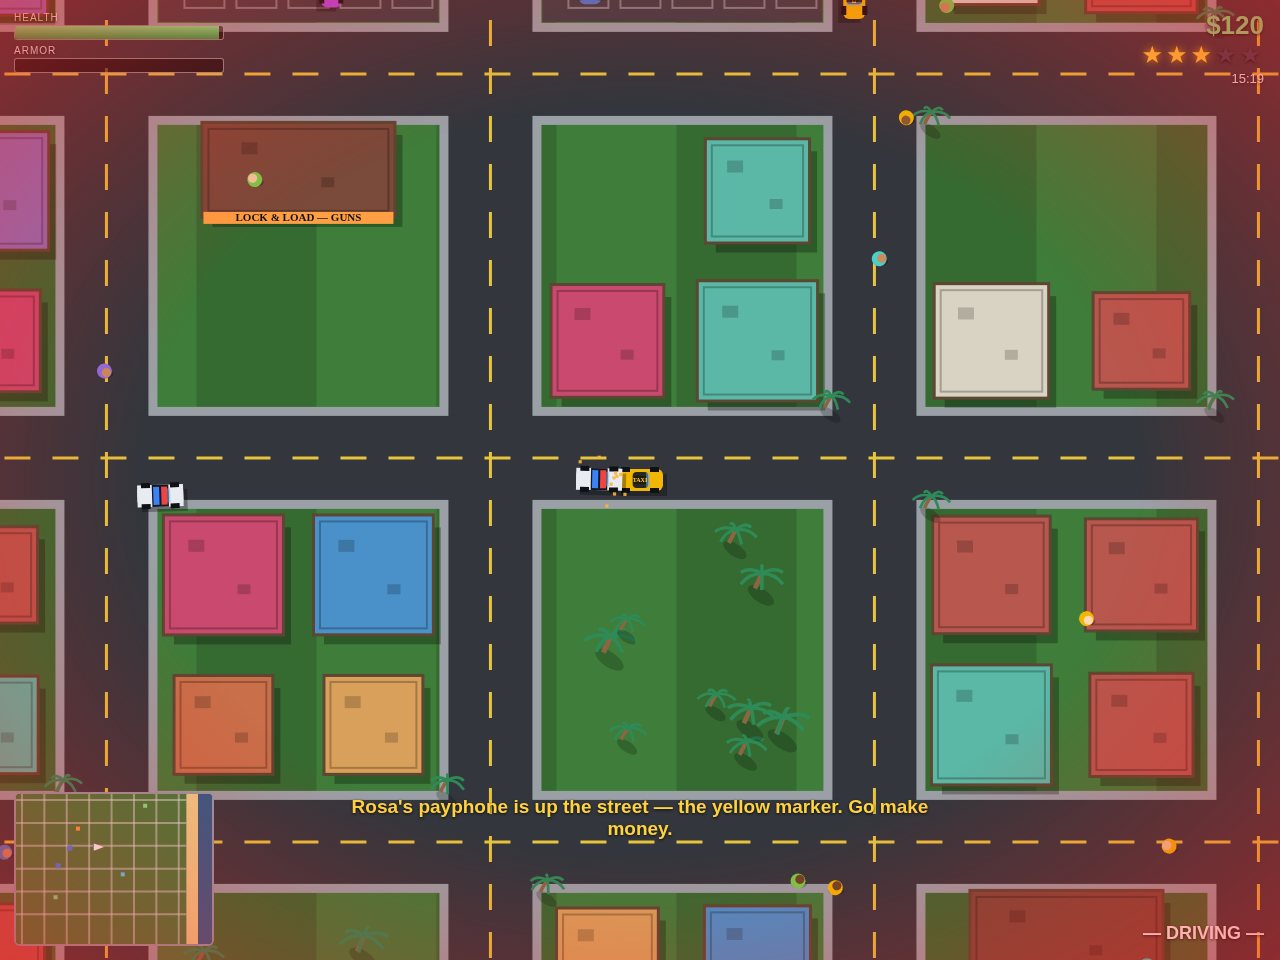 HEALTH
$120
ARMOR
15:19
LOCK & LOAD — GUNS
TAXI
Rosa's payphone is up the street — the yellow marker. Go make
money.
— DRIVING —